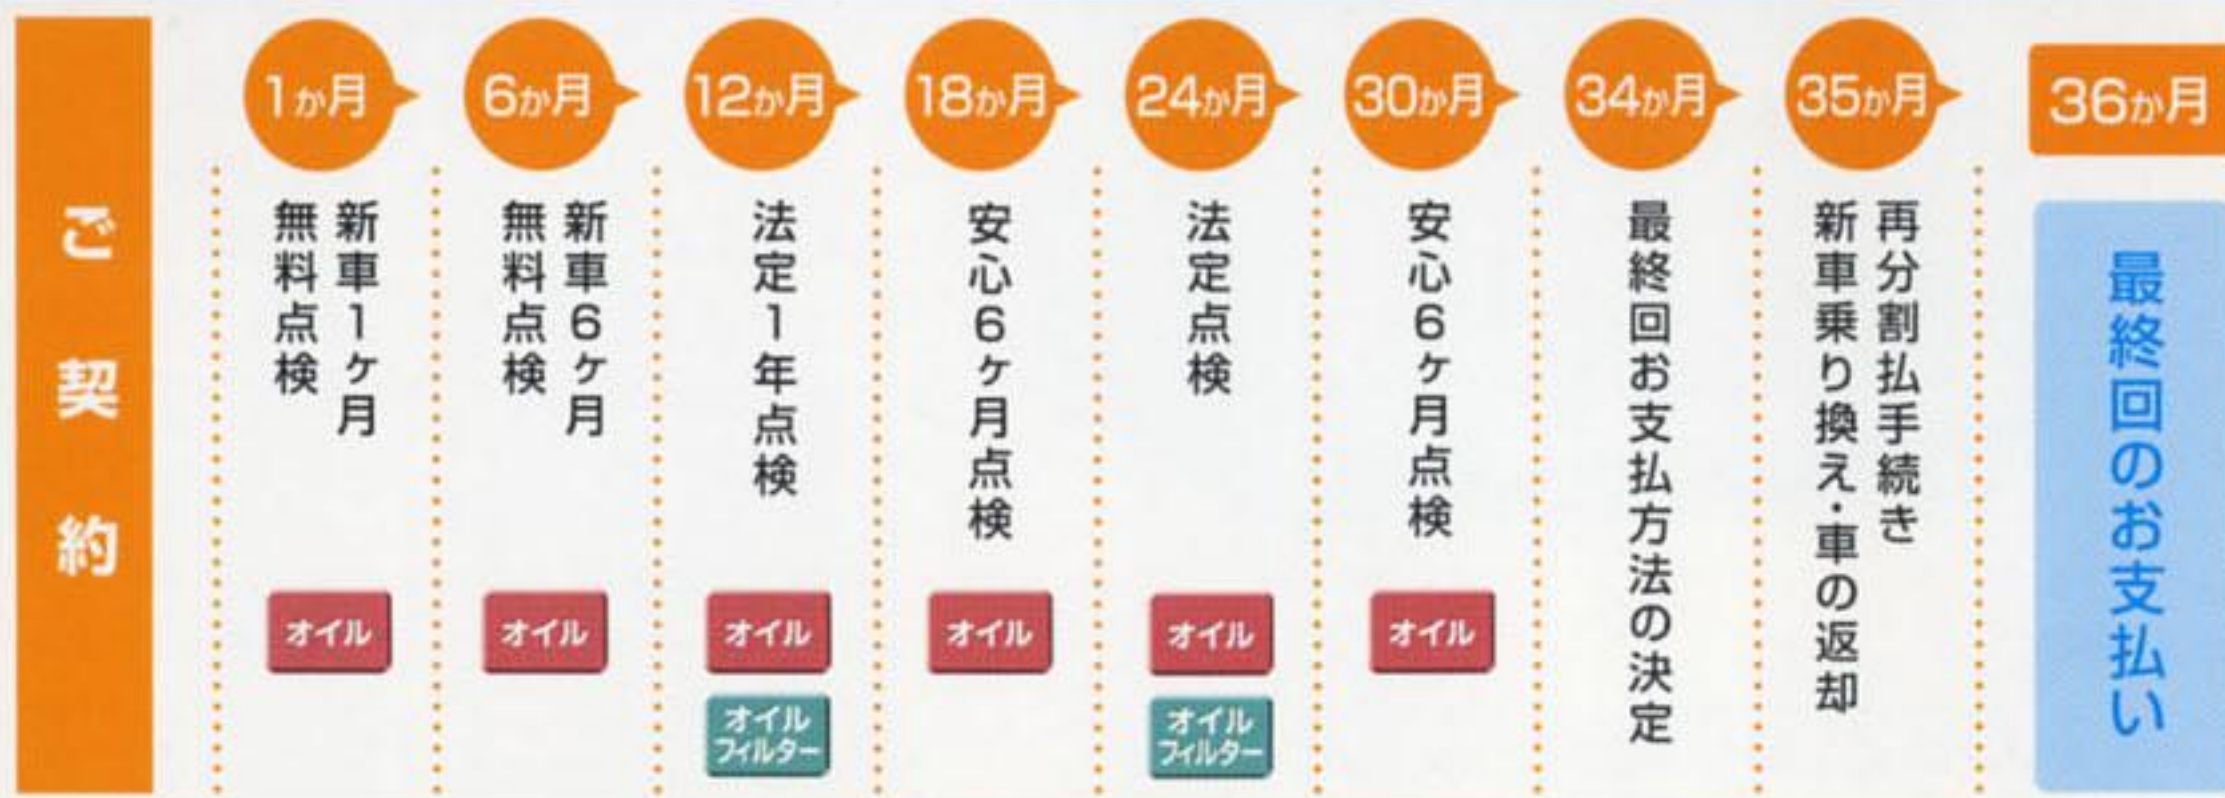 ご契約
1か月
新車1ヶ月
無料点検
オイル
6か月
新車6ヶ月
無料点検
オイル
12か月
法定1年点検
オイル
オイル
フィルター
18か月
安心6ヶ月点検
オイル
24か月
法定点検
オイル
オイル
フィルター
30か月
安心6ヶ月点検
オイル
34か月
最終回お支払方法の決定
35か月
再分割払手続き
新車乗り換え・車の返却
36か月
最終回のお支払い